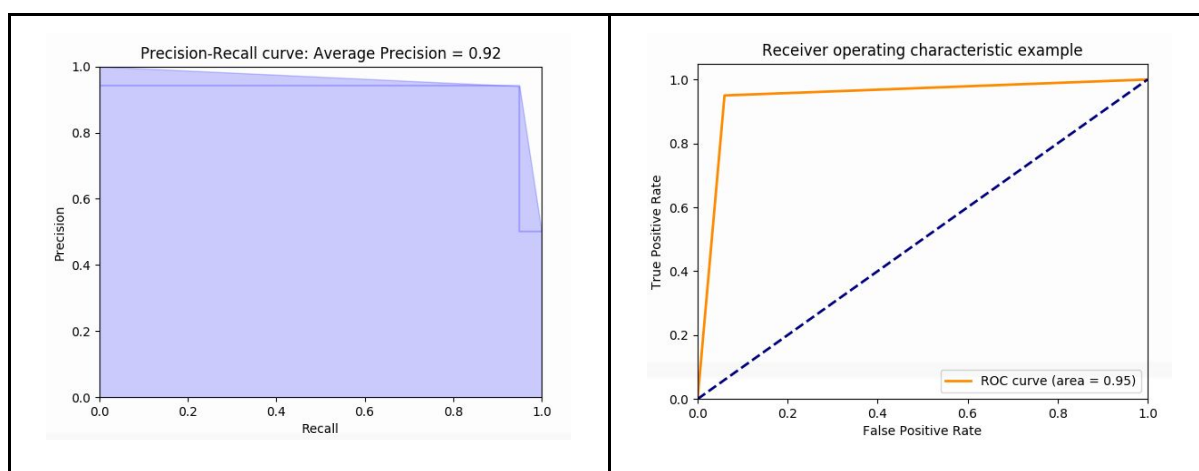 Precision-Recall curve: Average Precision = 0.92
1.0
0.8
0.6
0.4
0.2
0.0
Precision
0.0 0.2 0.4 0.6 0.8 1.0
Recall
Receiver operating characteristic example
1.0
0.8
0.6
0.4
0.2
0.0
True Positive Rate
ROC curve (area = 0.95)
0.0 0.2 0.4 0.6 0.8 1.0
False Positive Rate